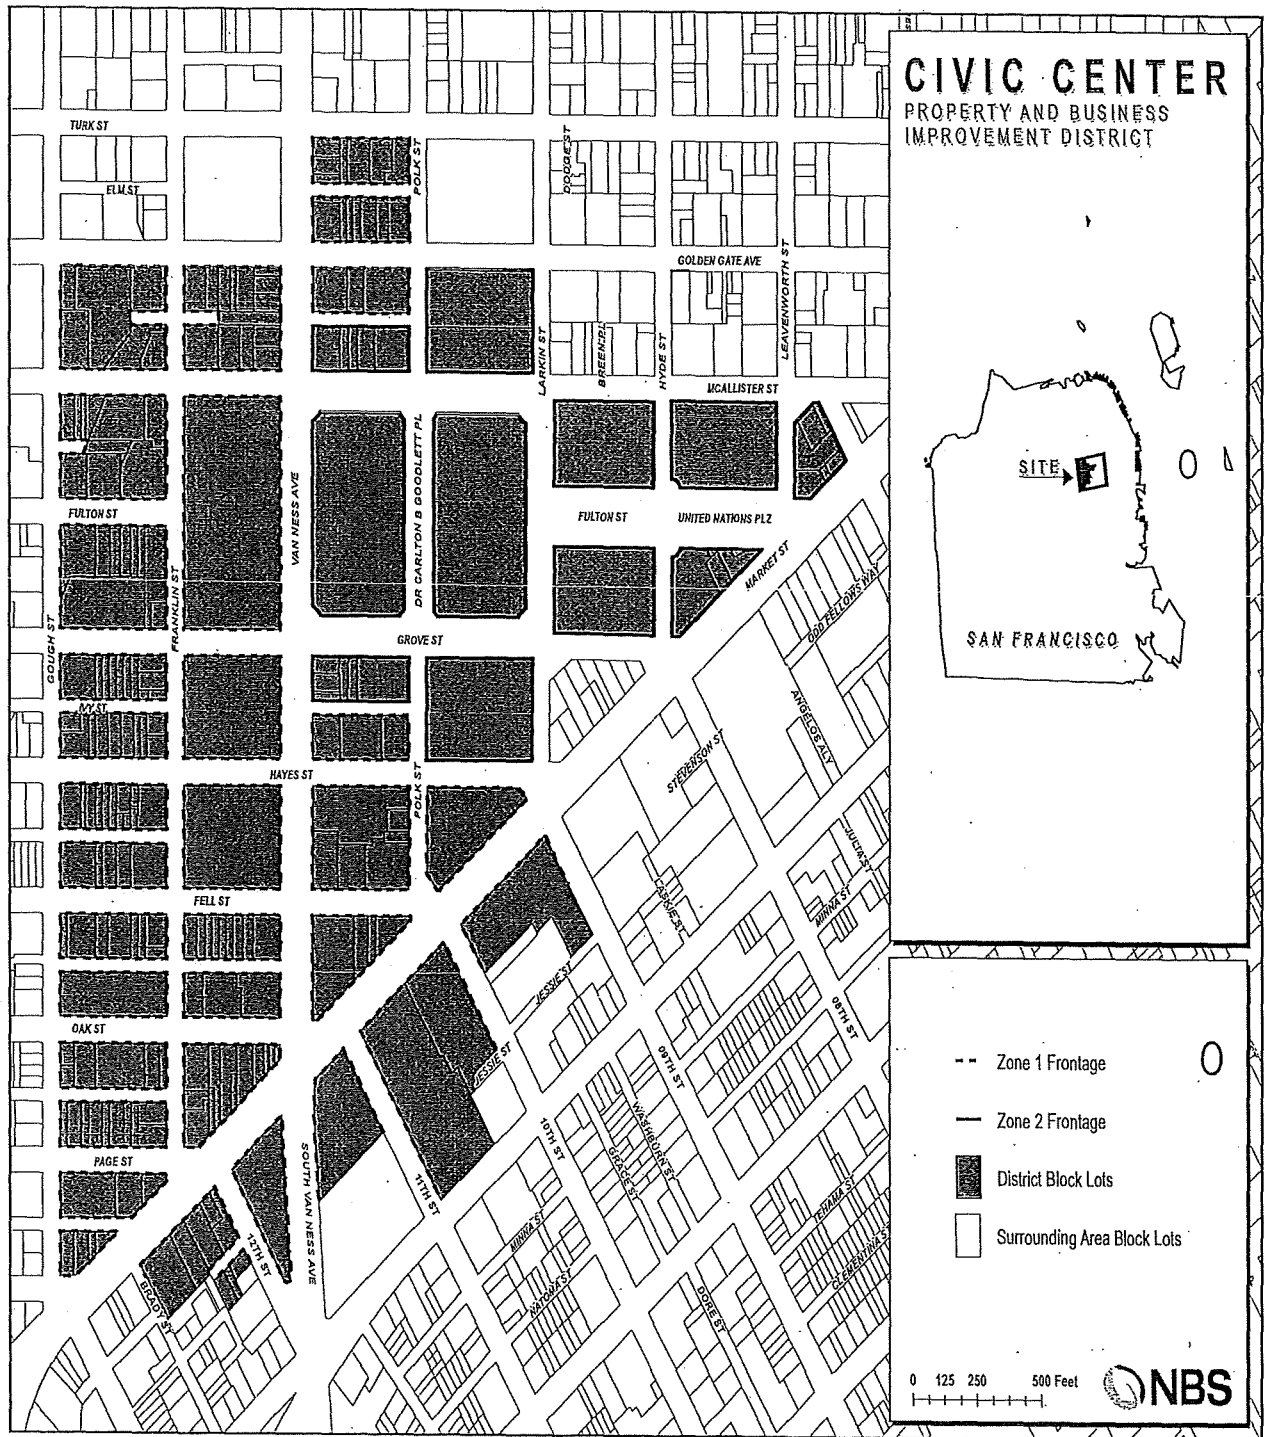 CIVIC CENTER
PROPERTY AND BUSINESS
IMPROVEMENT DISTRICT
SITE
SAN FRANCISCO
TURK ST
ELM ST
POLK ST
DODGE ST
GOLDEN GATE AVE
LEAVENWORTH ST
LARKIN ST
BREEN PL
HYDE ST
MCALLISTER ST
VAN NESS AVE
DR CARLTON B GOODLETT PL
FULTON ST
FULTON ST
UNITED NATIONS PLZ
MARKET ST
ODD FELLOWS WAY
GOUGH ST
FRANKLIN ST
GROVE ST
IVY ST
ANGELOS ALY
STEVENSON ST
HAYES ST
POLK ST
JULIA ST
MINNA ST
LASKIE ST
FELL ST
JESSIE ST
JESSIE ST
08TH ST
09TH ST
OAK ST
WASHBURN ST
GRACE ST
10TH ST
PAGE ST
SOUTH VAN NESS AVE
11TH ST
12TH ST
BRADY ST
MINNA ST
NATOMA ST
TEHAMA ST
CLEMENTINA ST
DORE ST
Zone 1 Frontage
Zone 2 Frontage
District Block Lots
Surrounding Area Block Lots
0 125 250 500 Feet
NBS